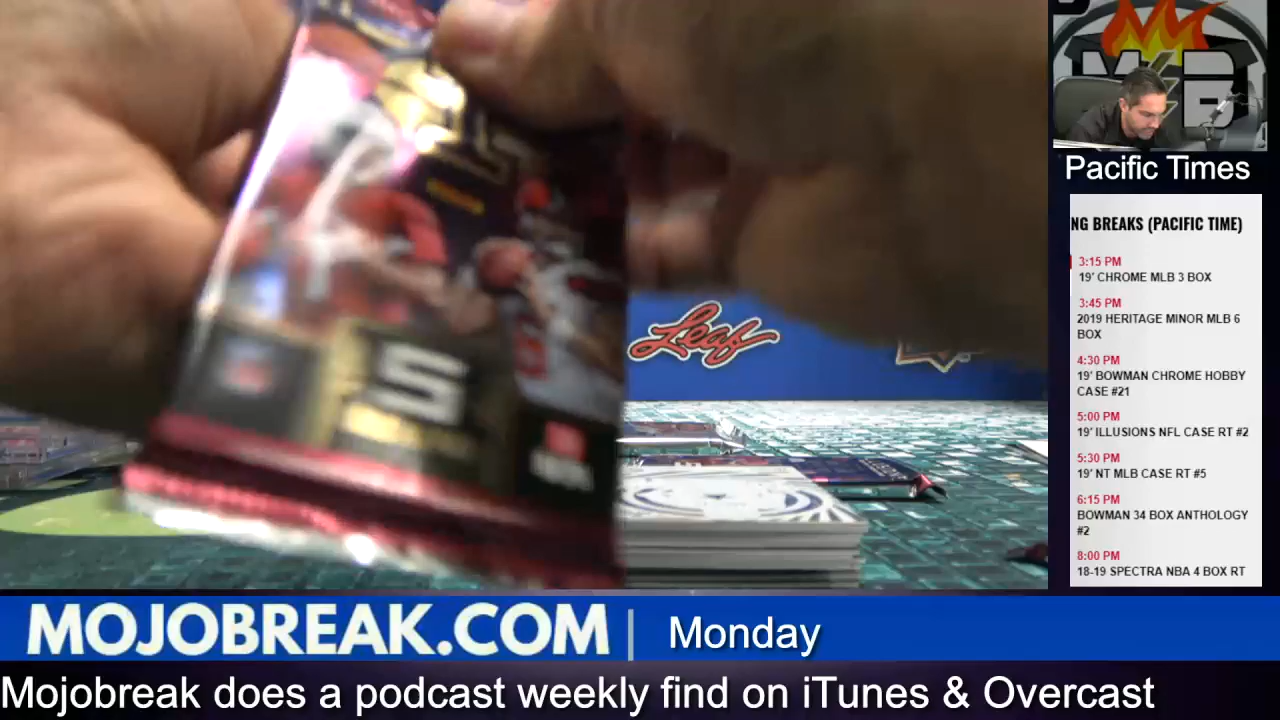 5
Leaf
MB
Pacific Times
NG BREAKS (PACIFIC TIME)
3:15 PM
19' CHROME MLB 3 BOX
3:45 PM
2019 HERITAGE MINOR MLB 6
BOX
4:30 PM
19' BOWMAN CHROME HOBBY
CASE #21
5:00 PM
19' ILLUSIONS NFL CASE RT #2
5:30 PM
19' NT MLB CASE RT #5
6:15 PM
BOWMAN 34 BOX ANTHOLOGY
#2
8:00 PM
18-19 SPECTRA NBA 4 BOX RT
MOJOBREAK.COM | Monday
Mojobreak does a podcast weekly find on iTunes & Overcast